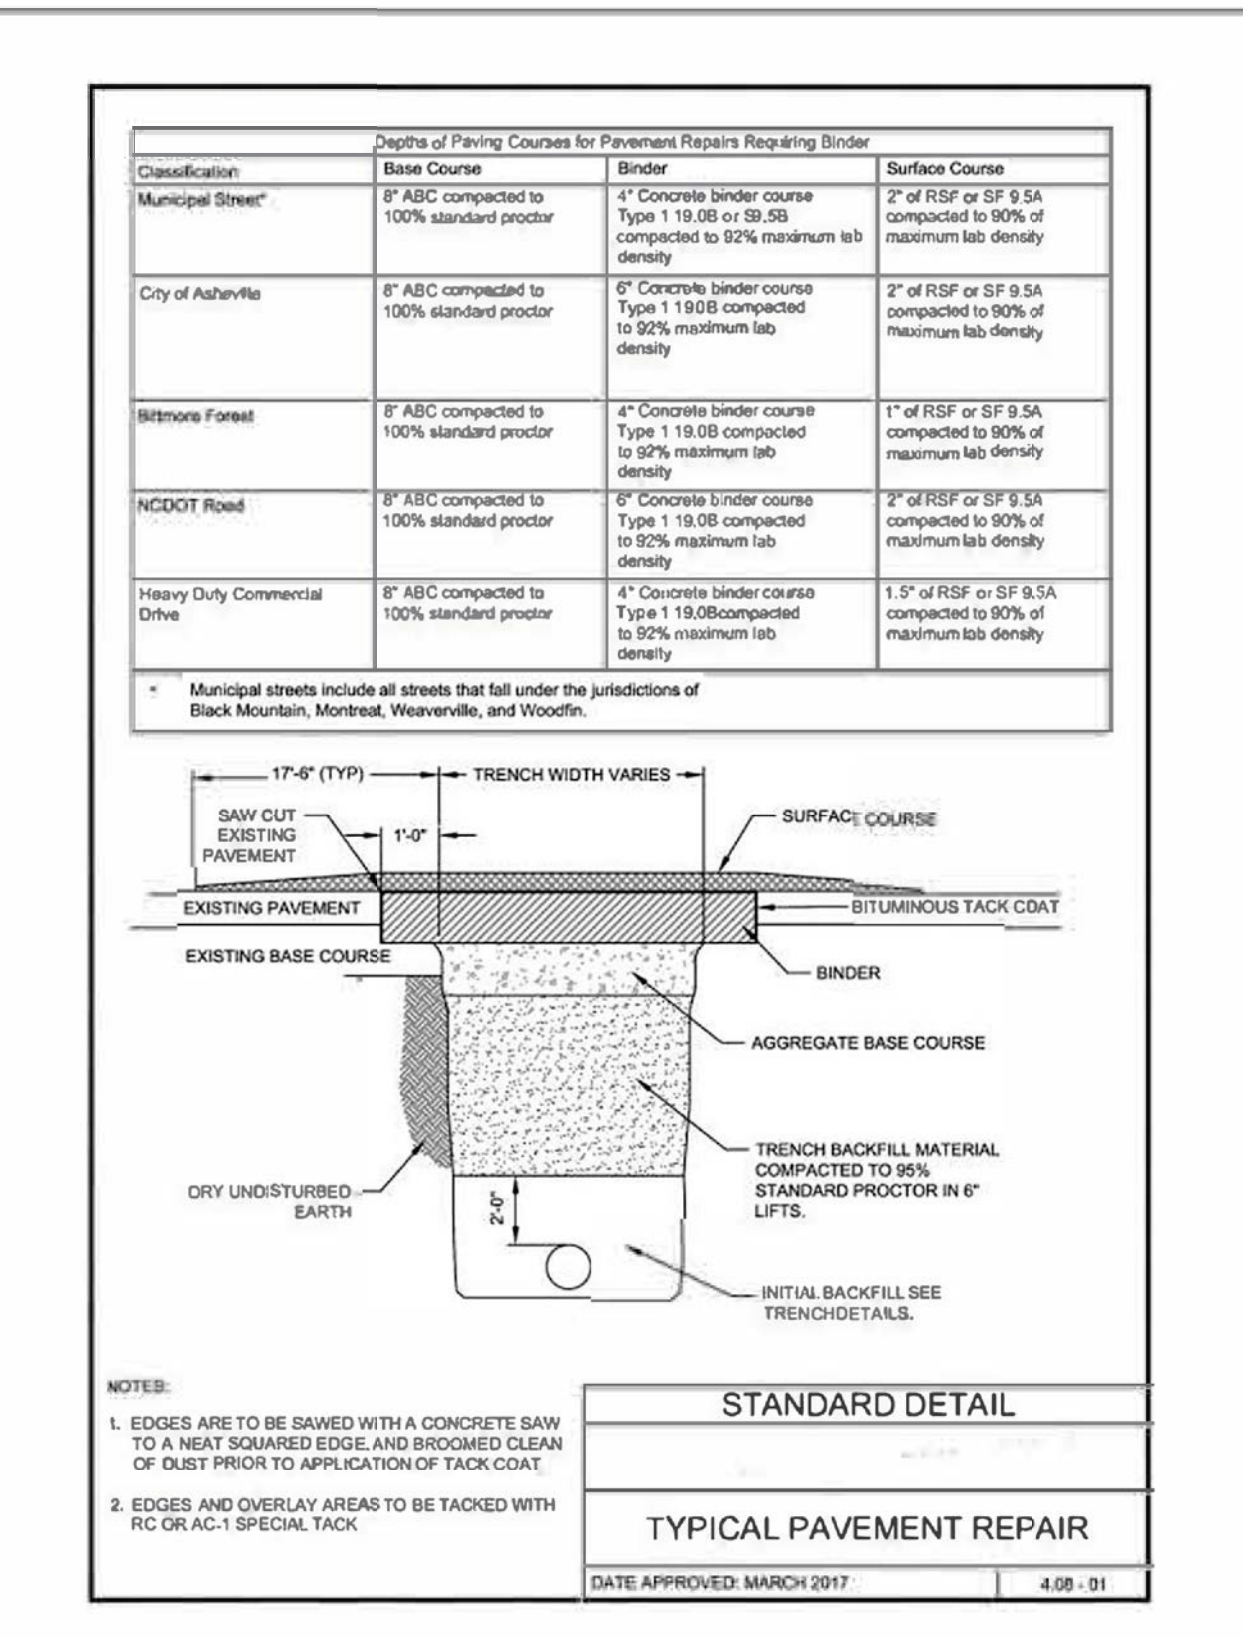 Depths of Paving Courses for Pavement Repairs Requiring Binder
Classification
Base Course
Binder
Surface Course
Municipal Street*
8" ABC compacted to
100% standard proctor
4" Concrete binder course
Type 1 19.0B or S9.5B
compacted to 92% maximum lab
density
2" of RSF or SF 9.5A
compacted to 90% of
maximum lab density
City of Asheville
8" ABC compacted to
100% standard proctor
6" Concrete binder course
Type 1 190B compacted
to 92% maximum lab
density
2" of RSF or SF 9.5A
compacted to 90% of
maximum lab density
Biltmore Forest
8" ABC compacted to
100% standard proctor
4" Concrete binder course
Type 1 19.0B compacted
to 92% maximum lab
density
1" of RSF or SF 9.5A
compacted to 90% of
maximum lab density
NCDOT Road
8" ABC compacted to
100% standard proctor
6" Concrete binder course
Type 1 19.0B compacted
to 92% maximum lab
density
2" of RSF or SF 9.5A
compacted to 90% of
maximum lab density
Heavy Duty Commercial
Drive
8" ABC compacted to
100% standard proctor
4" Concrete binder course
Type 1 19.0Bcompacted
to 92% maximum lab
density
1.5" of RSF or SF 9.5A
compacted to 90% of
maximum lab density
* Municipal streets include all streets that fall under the jurisdictions of
Black Mountain, Montreat, Weaverville, and Woodfin.
17'-6" (TYP)
TRENCH WIDTH VARIES
SAW CUT
EXISTING
PAVEMENT
1'-0"
SURFACE COURSE
EXISTING PAVEMENT
BITUMINOUS TACK COAT
EXISTING BASE COURSE
BINDER
AGGREGATE BASE COURSE
TRENCH BACKFILL MATERIAL
COMPACTED TO 95%
STANDARD PROCTOR IN 6"
LIFTS.
DRY UNDISTURBED
EARTH
2'-0"
INITIAL BACKFILL SEE
TRENCH DETAILS.
NOTES:
1. EDGES ARE TO BE SAWED WITH A CONCRETE SAW
TO A NEAT SQUARED EDGE, AND BROOMED CLEAN
OF DUST PRIOR TO APPLICATION OF TACK COAT
2. EDGES AND OVERLAY AREAS TO BE TACKED WITH
RC OR AC-1 SPECIAL TACK
STANDARD DETAIL
TYPICAL PAVEMENT REPAIR
DATE APPROVED: MARCH 2017
4.08 - 01